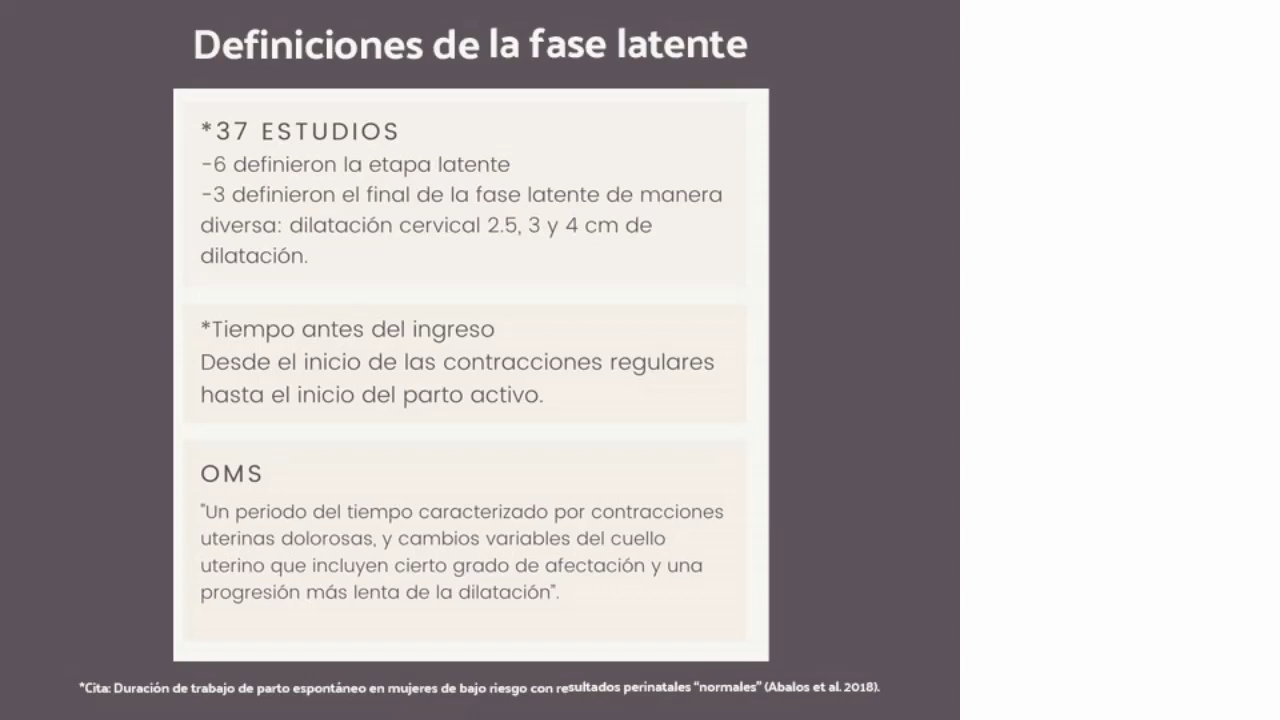 Definiciones de la fase latente
*37 ESTUDIOS
-6 definieron la etapa latente
-3 definieron el final de la fase latente de manera
diversa: dilatación cervical 2.5, 3 y 4 cm de
dilatación.
*Tiempo antes del ingreso
Desde el inicio de las contracciones regulares
hasta el inicio del parto activo.
OMS
"Un periodo del tiempo caracterizado por contracciones
uterinas dolorosas, y cambios variables del cuello
uterino que incluyen cierto grado de afectación y una
progresión más lenta de la dilatación".
*Cita: Duración de trabajo de parto espontáneo en mujeres de bajo riesgo con resultados perinatales “normales” (Abalos et al. 2018).